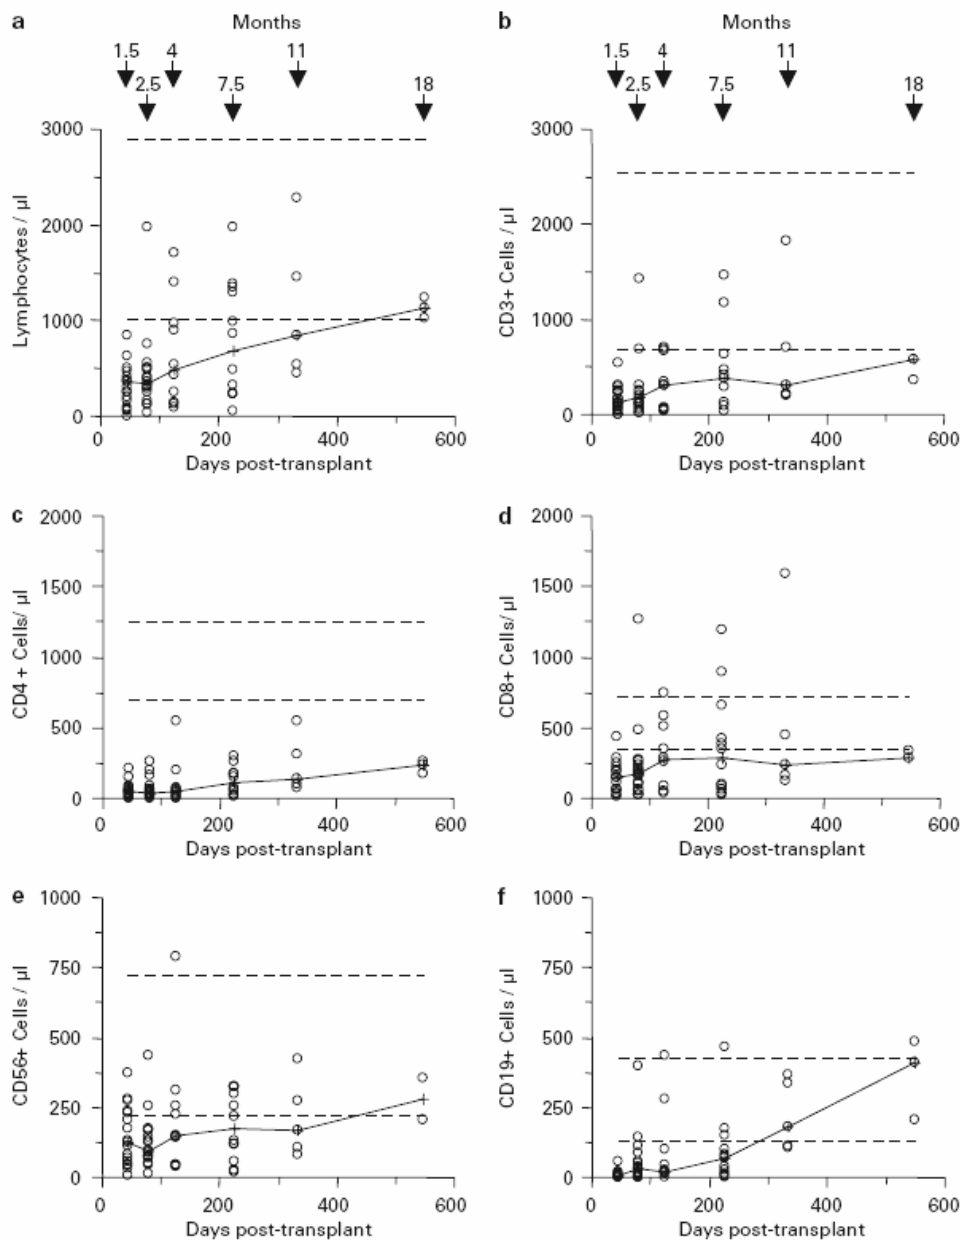 a Months b Months
1.5 4 11 1.5 4 11
2.5 7.5 18 2.5 7.5 18
3000 3000
2000 2000
1000 1000
0 0
Lymphocytes / µl CD3+ Cells / µl
0 200 400 600 0 200 400 600
Days post-transplant Days post-transplant
c 2000 d 2000
1500 1500
1000 1000
500 500
0 0
CD4 + Cells/ µl CD8+ Cells/ µl
0 200 400 600 0 200 400 600
Days post-transplant Days post-transplant
e 1000 f 1000
750 750
500 500
250 250
0 0
CD56+ Cells / µl CD19+ Cells / µl
0 200 400 600 0 200 400 600
Days post-transplant Days post-transplant